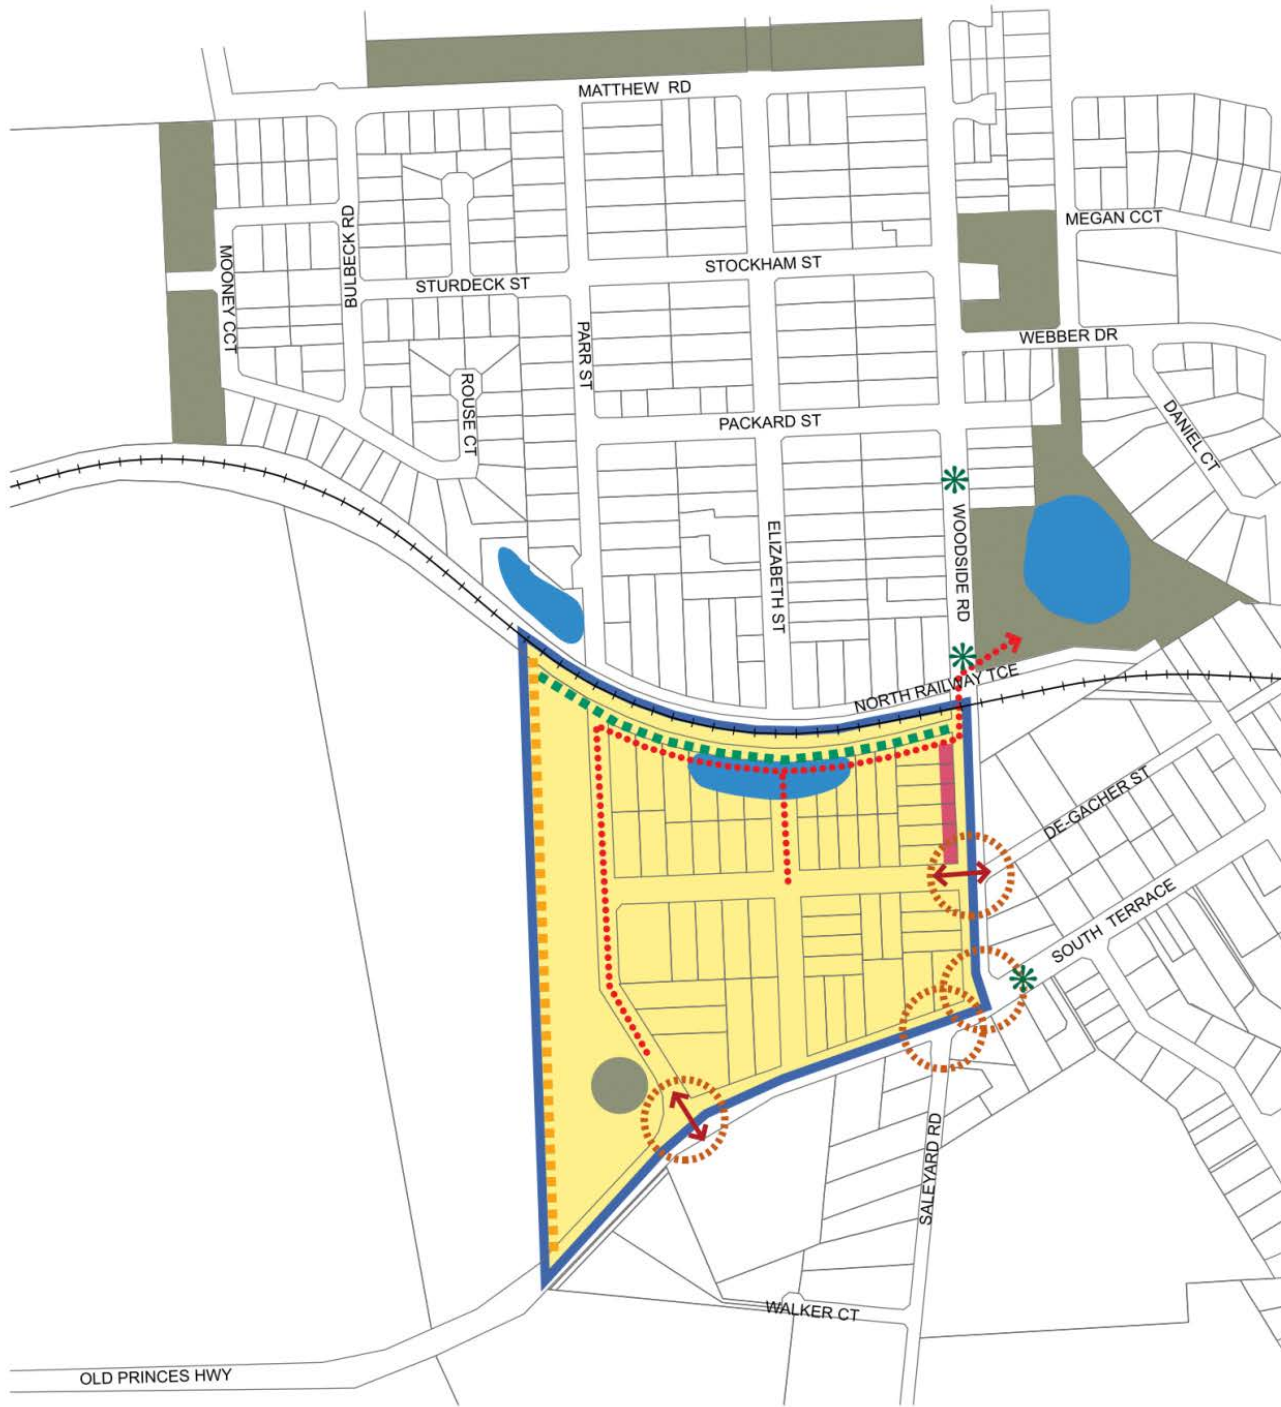 MATTHEW RD
MEGAN CCT
MOONEY CCT
BULBECK RD
STOCKHAM ST
STURDECK ST
PARR ST
WEBBER DR
ROUSE CT
PACKARD ST
DANIEL CT
ELIZABETH ST
WOODSIDE RD
NORTH RAILWAY TCE
DE-GACHER ST
SOUTH TERRACE
SALEYARD RD
WALKER CT
OLD PRINCES HWY